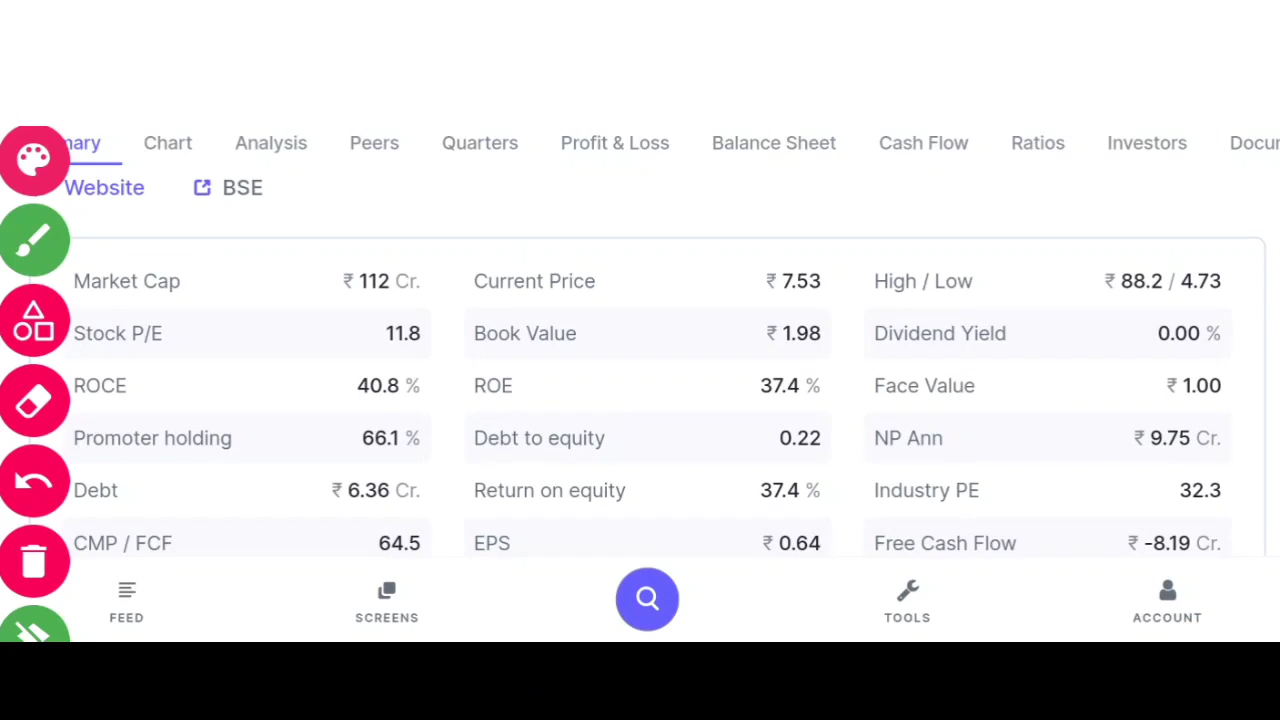 mary Chart Analysis Peers Quarters Profit & Loss Balance Sheet Cash Flow Ratios Investors Docum
Website BSE
Market Cap ₹ 112 Cr. Current Price ₹ 7.53 High / Low ₹ 88.2 / 4.73
Stock P/E 11.8 Book Value ₹ 1.98 Dividend Yield 0.00 %
ROCE 40.8 % ROE 37.4 % Face Value ₹ 1.00
Promoter holding 66.1 % Debt to equity 0.22 NP Ann ₹ 9.75 Cr.
Debt ₹ 6.36 Cr. Return on equity 37.4 % Industry PE 32.3
CMP / FCF 64.5 EPS ₹ 0.64 Free Cash Flow ₹ -8.19 Cr.
FEED SCREENS TOOLS ACCOUNT